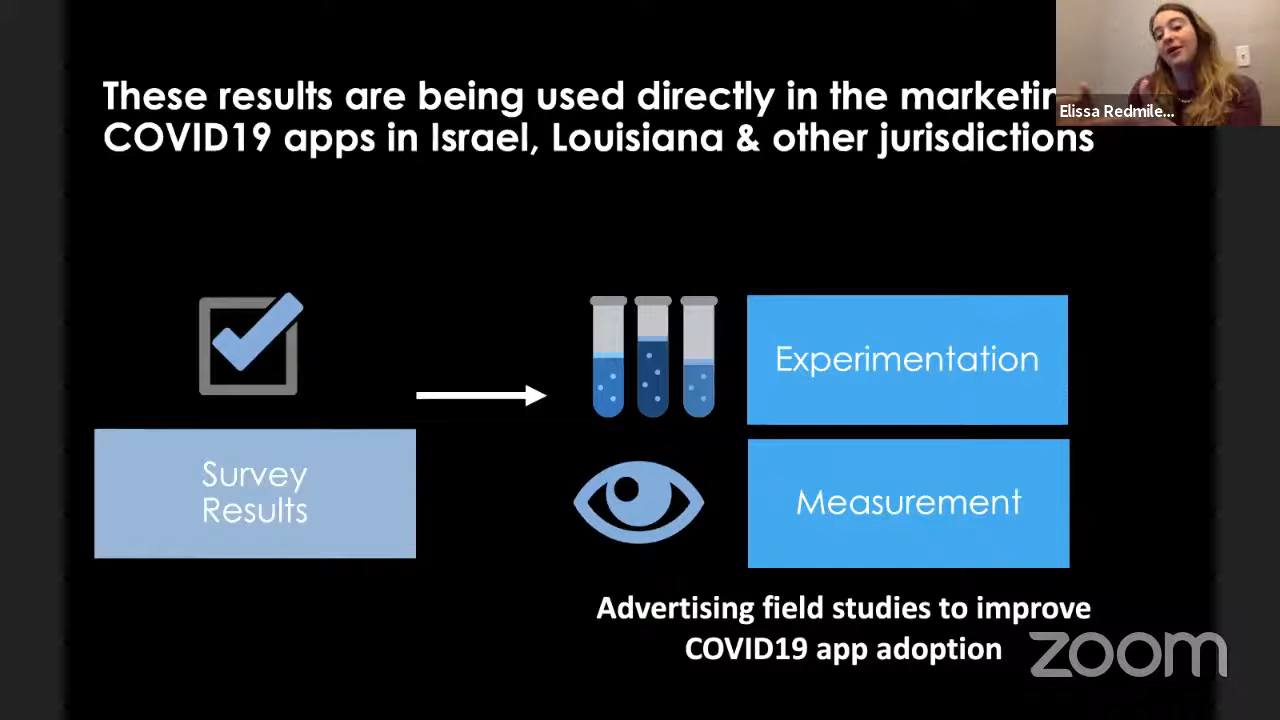 These results are being used directly in the marketin
COVID19 apps in Israel, Louisiana & other jurisdictions
Elissa Redmile...
Survey
Results
Experimentation
Measurement
Advertising field studies to improve
COVID19 app adoption
zoom